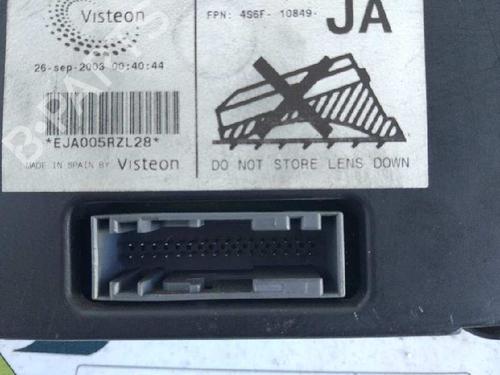 Visteon
FPN: 4S6F- 10849-
JA
26-sep-2003 00:40:44
*EJA005RZL28*
MADE IN SPAIN BY Visteon
DO NOT STORE LENS DOWN